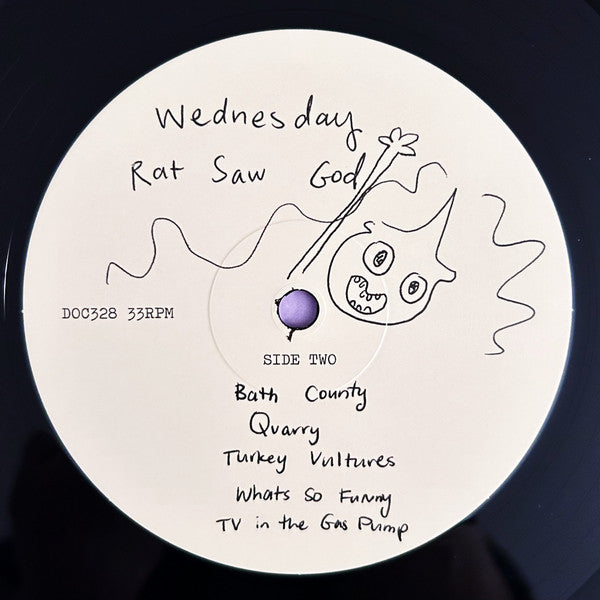 Wednesday
Rat Saw God
DOC328 33RPM
SIDE TWO
Bath County
Quarry
Turkey Vultures
Whats So Funny
TV in the Gas Pump